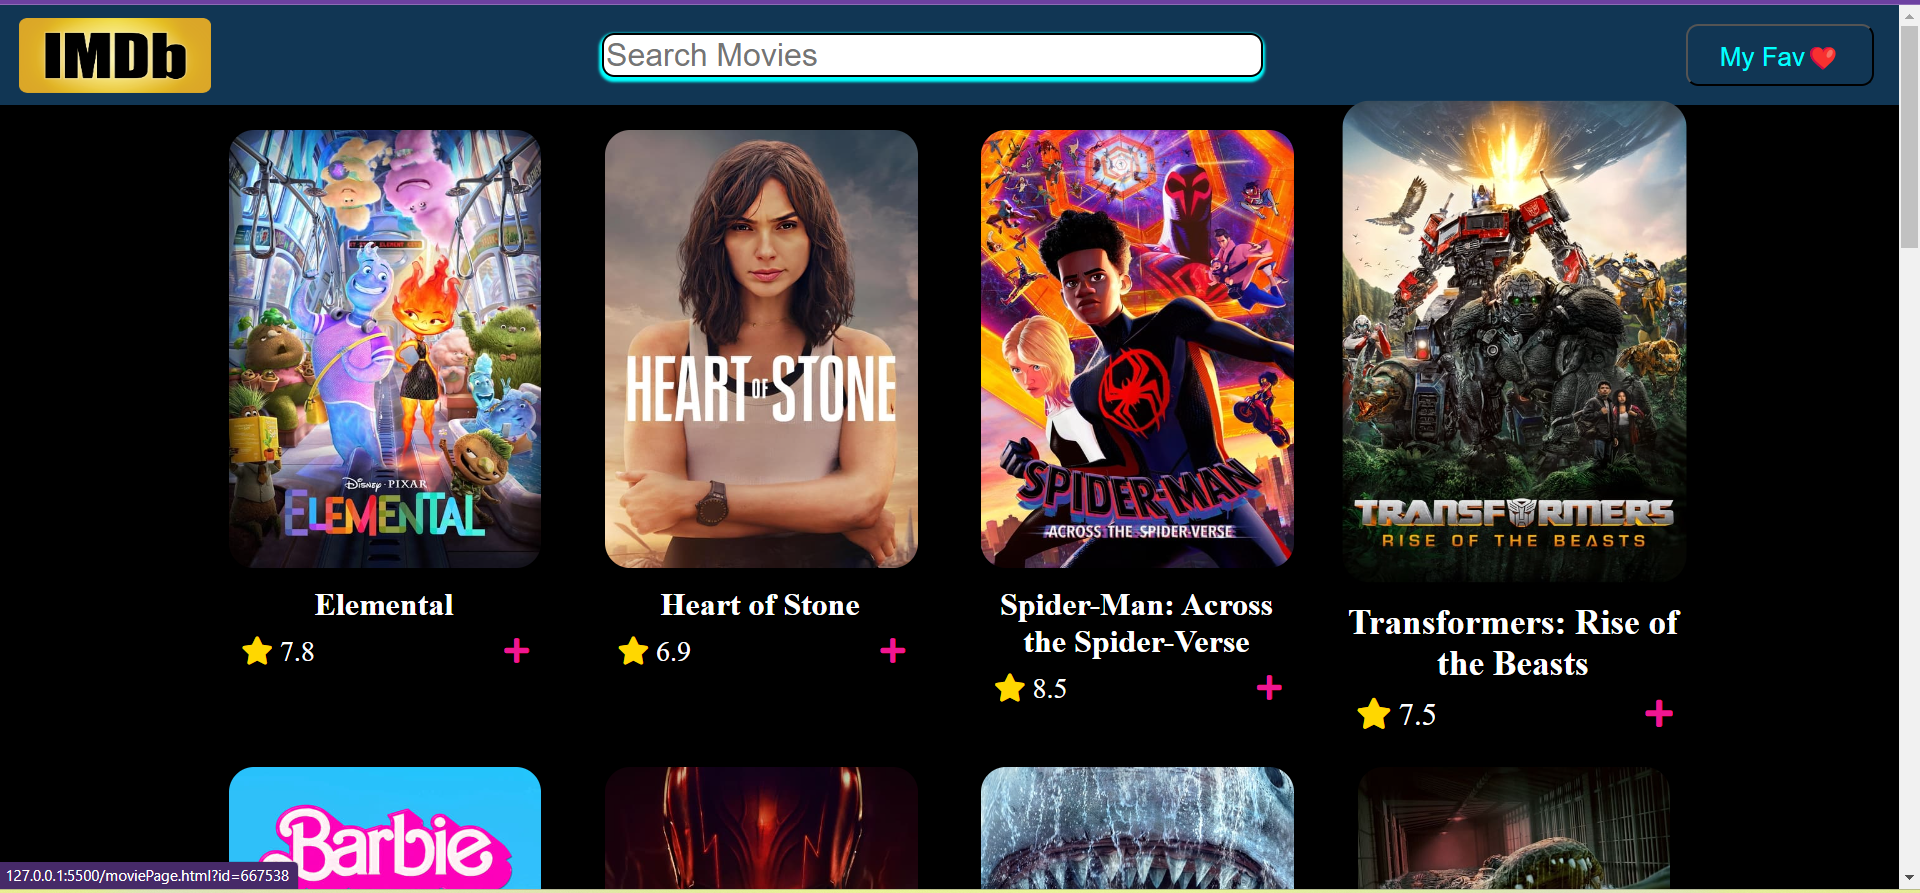 IMDb
Search Movies
My Fav
DISNEY · PIXAR
ELEMENTAL
HEART OF STONE
SPIDER-MAN
ACROSS THE SPIDER-VERSE
TRANSFORMERS
RISE OF THE BEASTS
Elemental
7.8
Heart of Stone
6.9
Spider-Man: Across
the Spider-Verse
8.5
Transformers: Rise of
the Beasts
7.5
Barbie
127.0.0.1:5500/moviePage.html?id=667538